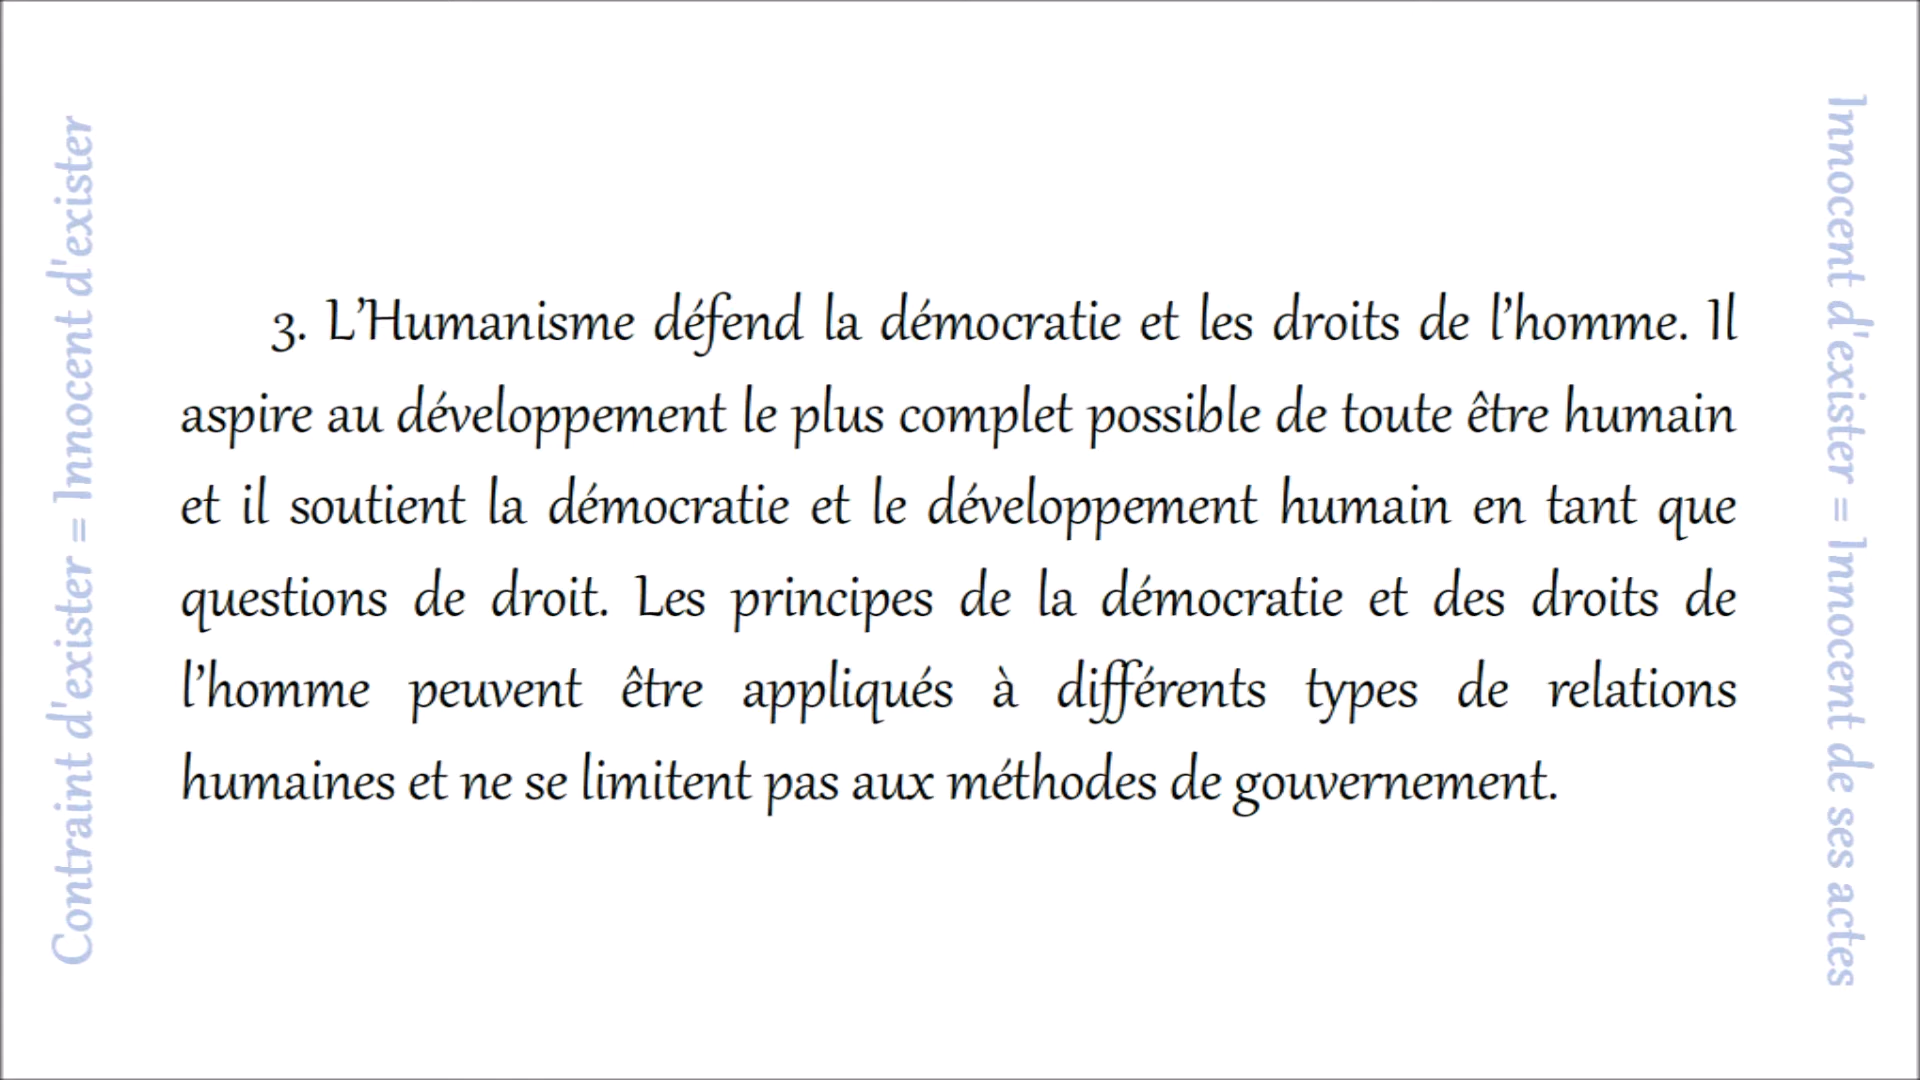 Contraint d'exister = Innocent d'exister
3. L’Humanisme défend la démocratie et les droits de l’homme. Il
aspire au développement le plus complet possible de toute être humain
et il soutient la démocratie et le développement humain en tant que
questions de droit. Les principes de la démocratie et des droits de
l’homme peuvent être appliqués à différents types de relations
humaines et ne se limitent pas aux méthodes de gouvernement.
Innocent d'exister = Innocent de ses actes